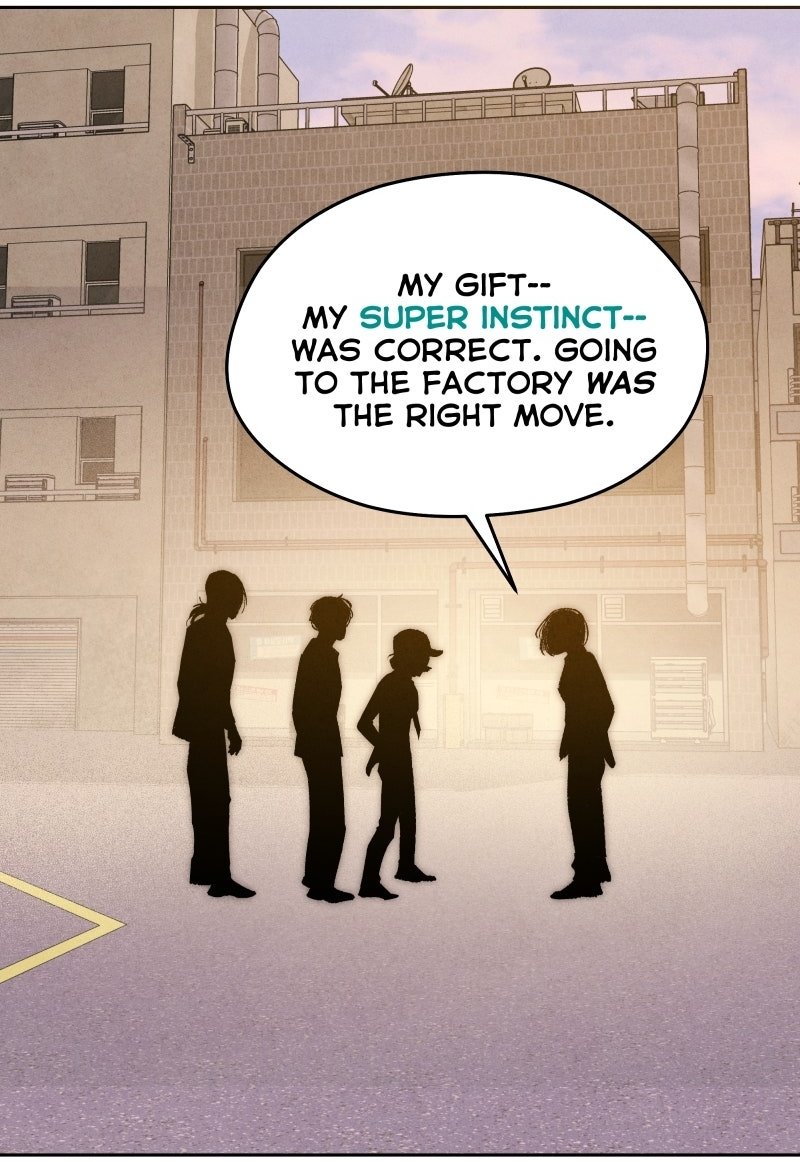 MY GIFT--
MY SUPER INSTINCT--
WAS CORRECT. GOING
TO THE FACTORY WAS
THE RIGHT MOVE.